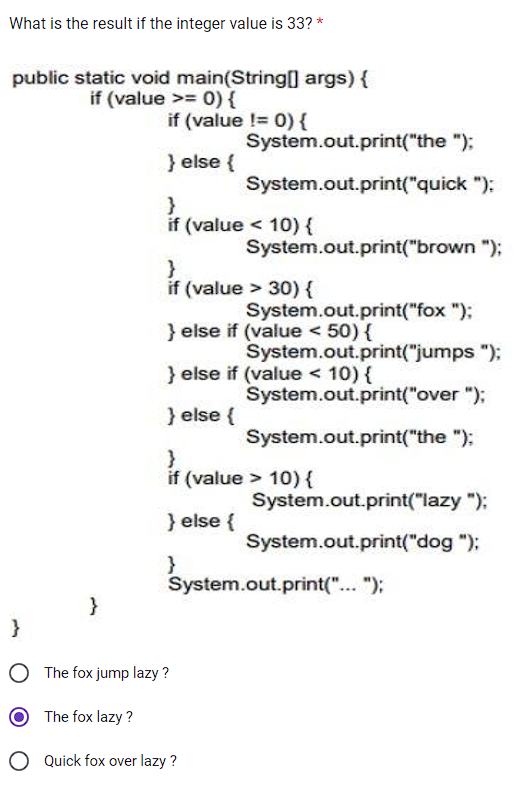 What is the result if the integer value is 33? *
public static void main(String[] args) {
if (value >= 0) {
if (value != 0) {
System.out.print("the ");
} else {
System.out.print("quick ");
}
if (value < 10) {
System.out.print("brown ");
}
if (value > 30) {
System.out.print("fox ");
} else if (value < 50) {
System.out.print("jumps ");
} else if (value < 10) {
System.out.print("over ");
} else {
System.out.print("the ");
}
if (value > 10) {
System.out.print("lazy ");
} else {
System.out.print("dog ");
}
System.out.print("... ");
}
}
The fox jump lazy ?
The fox lazy ?
Quick fox over lazy ?